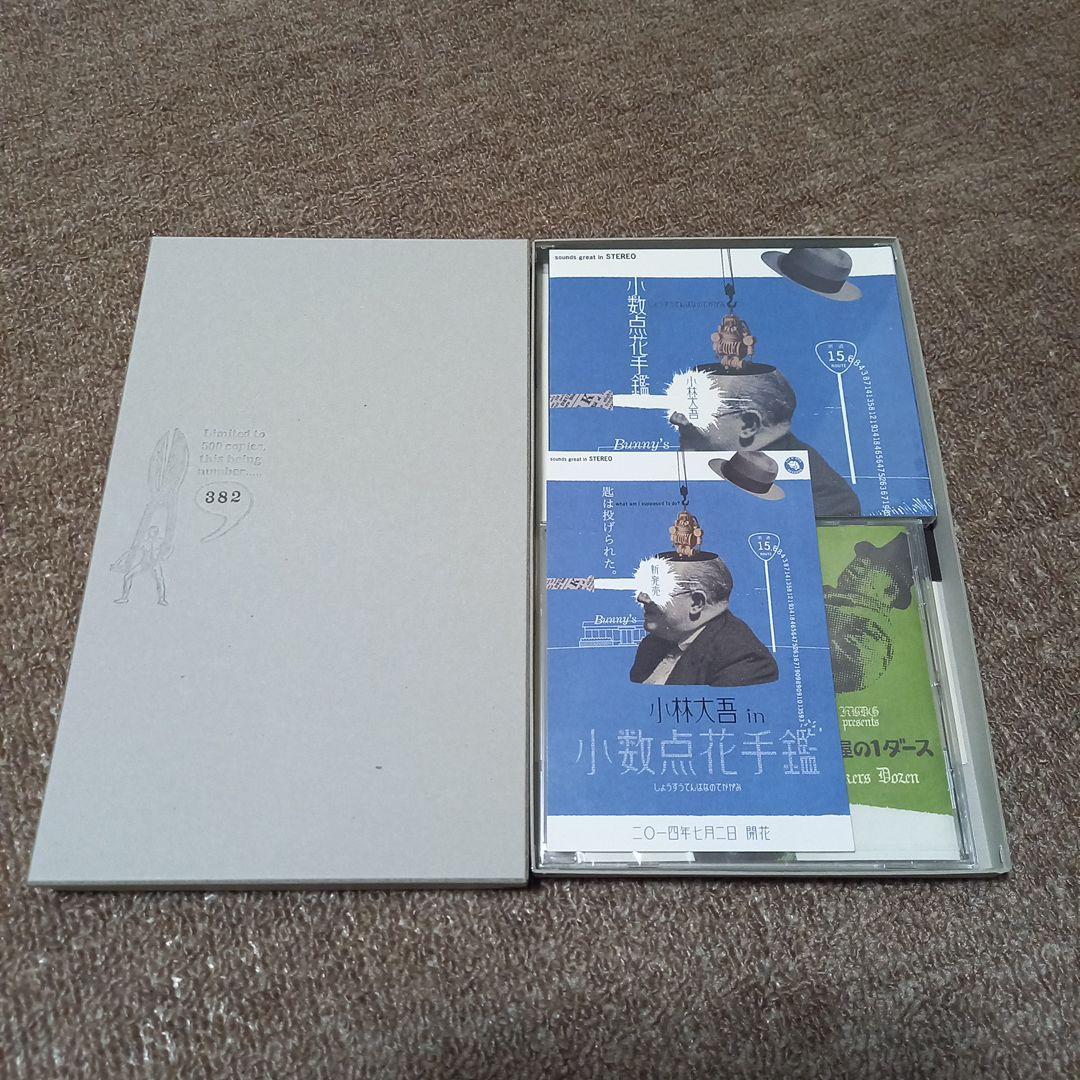 Limited to
500 copies,
this being
number.....
382
sounds great in STEREO
小数点花手鑑
しょうすうてんはなのてかがみ
小林大吾
Bunny's
15.
ROUTE
sounds great in STEREO
匙は投げられた。
what am I supposed to do?
新発売
Bunny's
15.
ROUTE
小林大吾 in
小数点花手鑑
しょうすうてんはなのてかがみ
二〇一四年七月二日 開花
presents
屋の1ダース
kers Dozen